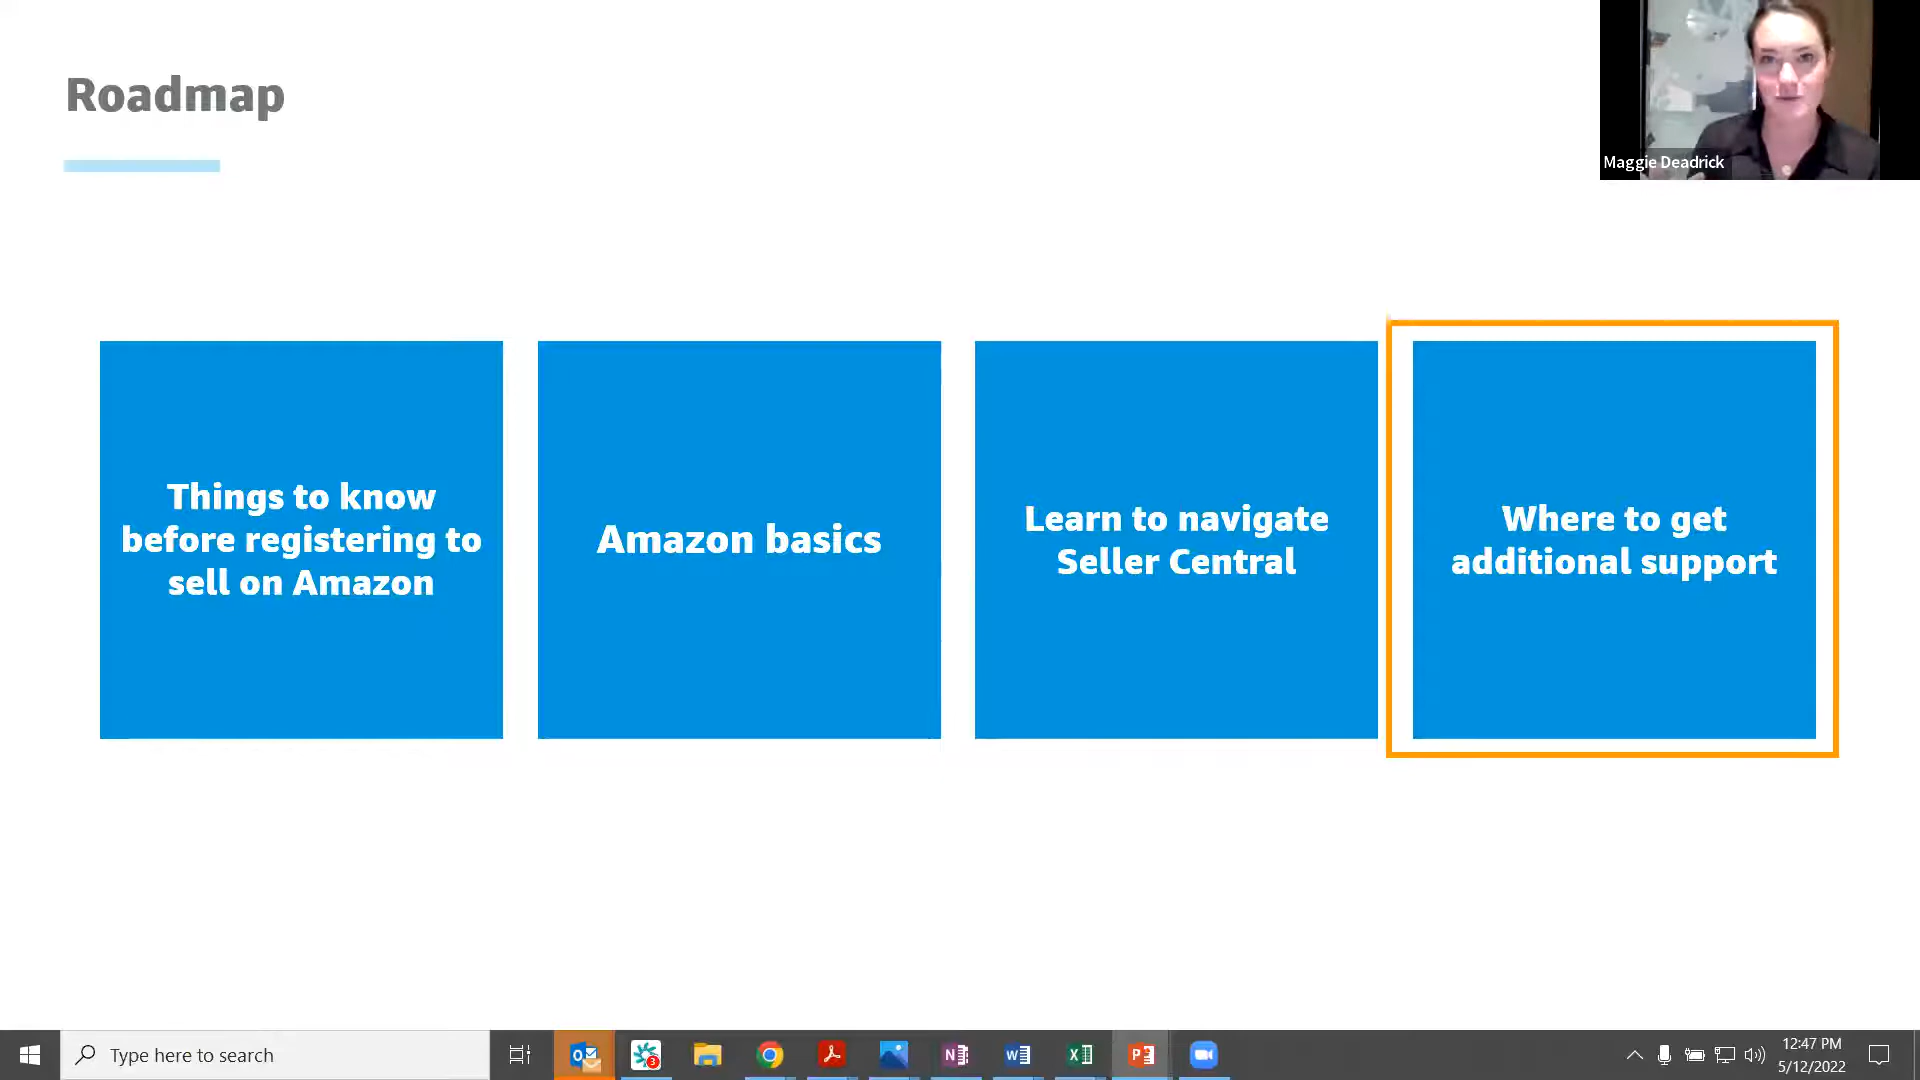 Roadmap
Maggie Deadrick
Things to know
before registering to
sell on Amazon
Amazon basics
Learn to navigate
Seller Central
Where to get
additional support
Type here to search
3
12:47 PM
5/12/2022